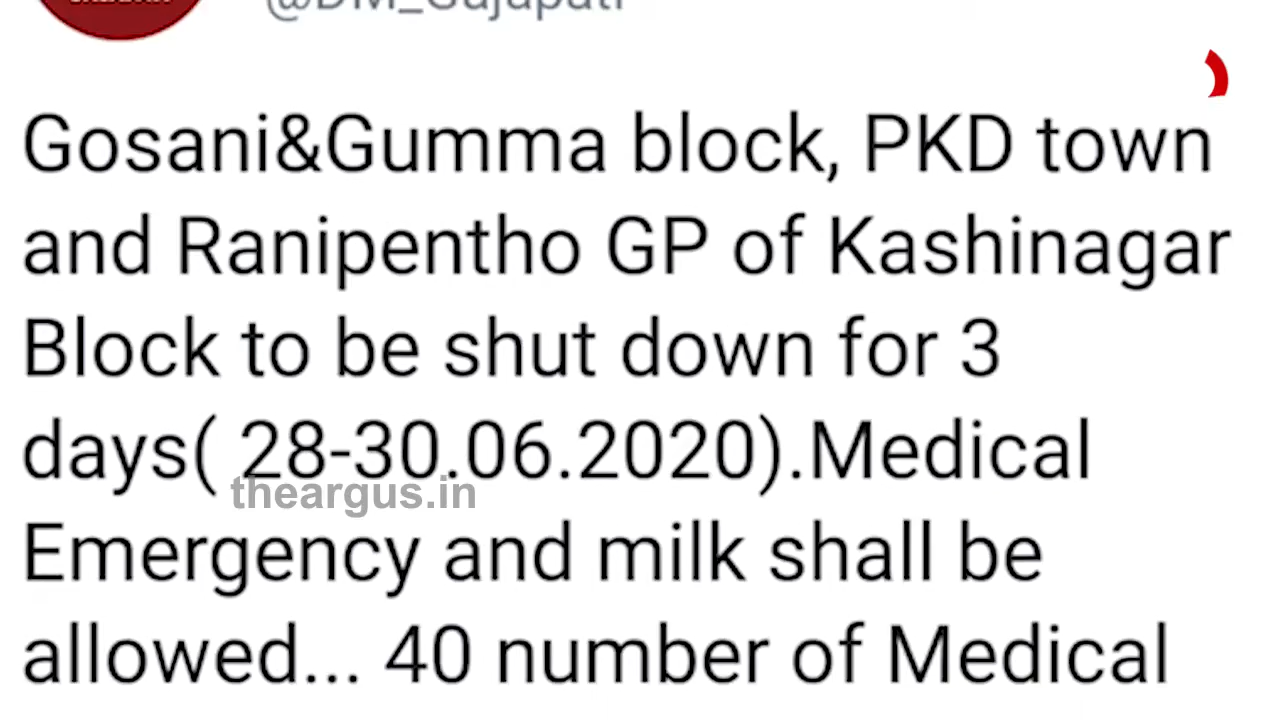 @DM_Gajapati
Gosani&Gumma block, PKD town
and Ranipentho GP of Kashinagar
Block to be shut down for 3
days( 28-30.06.2020).Medical
theargus.in
Emergency and milk shall be
allowed... 40 number of Medical